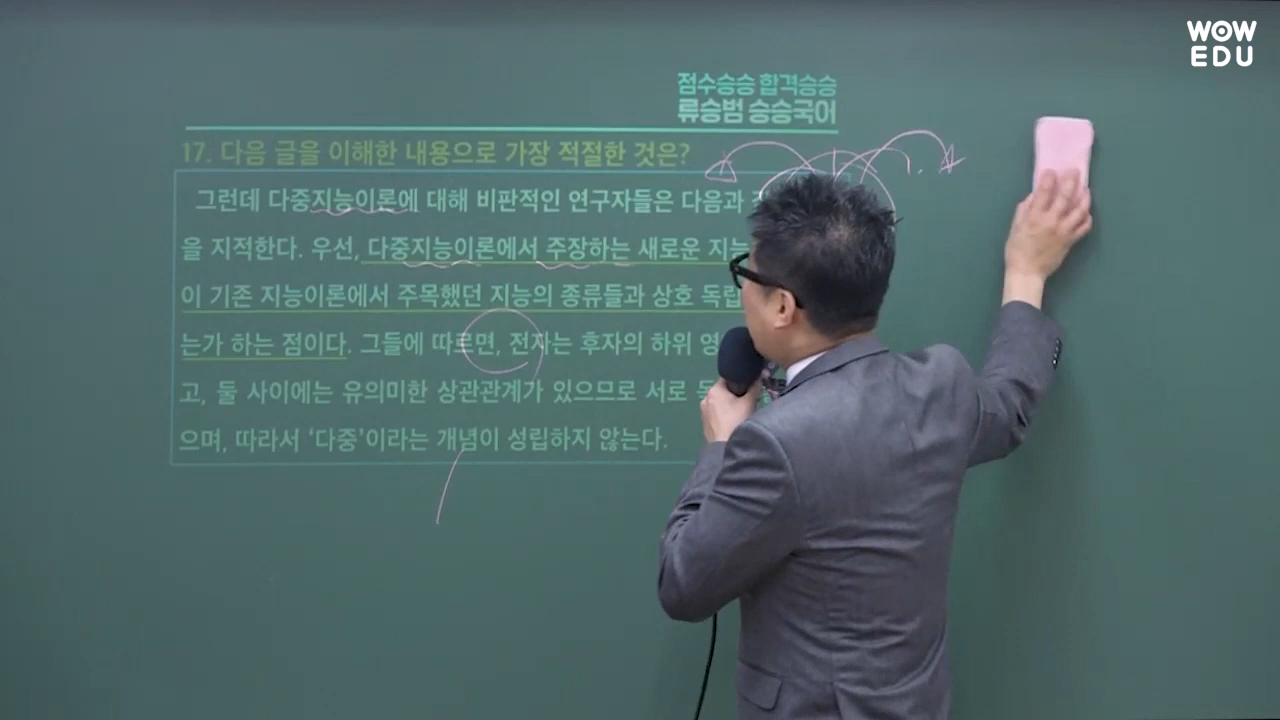 WOW
EDU
점수승승 합격승승
류승범 승승국어
17. 다음 글을 이해한 내용으로 가장 적절한 것은?
그런데 다중지능이론에 대해 비판적인 연구자들은 다음과
을 지적한다. 우선, 다중지능이론에서 주장하는 새로운 지능
이 기존 지능이론에서 주목했던 지능의 종류들과 상호 독립
는가 하는 점이다. 그들에 따르면, 전자는 후자의 하위 영
고, 둘 사이에는 유의미한 상관관계가 있으므로 서로
으며, 따라서 ‘다중’이라는 개념이 성립하지 않는다.